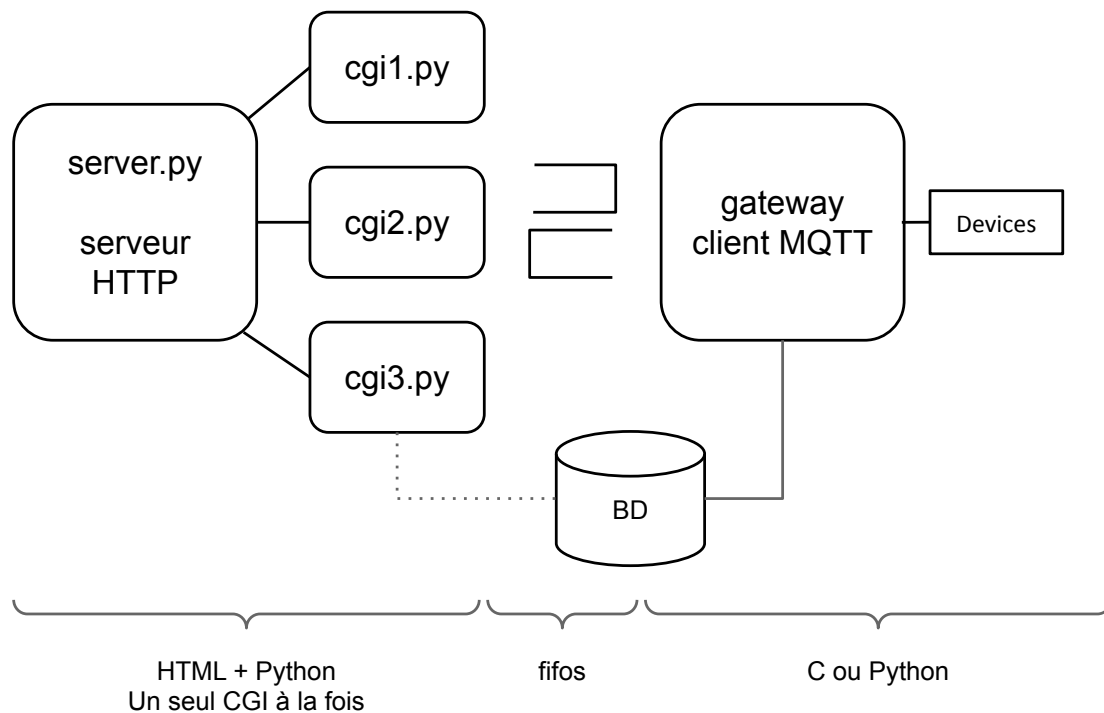 cgi1.py
server.py
serveur
HTTP
cgi2.py
cgi3.py
gateway
client MQTT
Devices
BD
HTML + Python
Un seul CGI à la fois
fifos
C ou Python